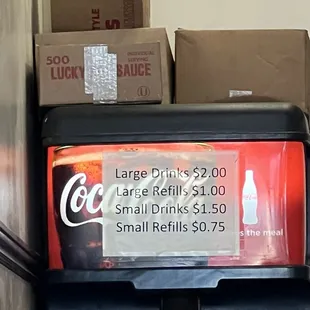 STYLE
500
LUCKY SAUCE
Large Drinks $2.00
Large Refills $1.00
Small Drinks $1.50
Small Refills $0.75
Coca
s the meal